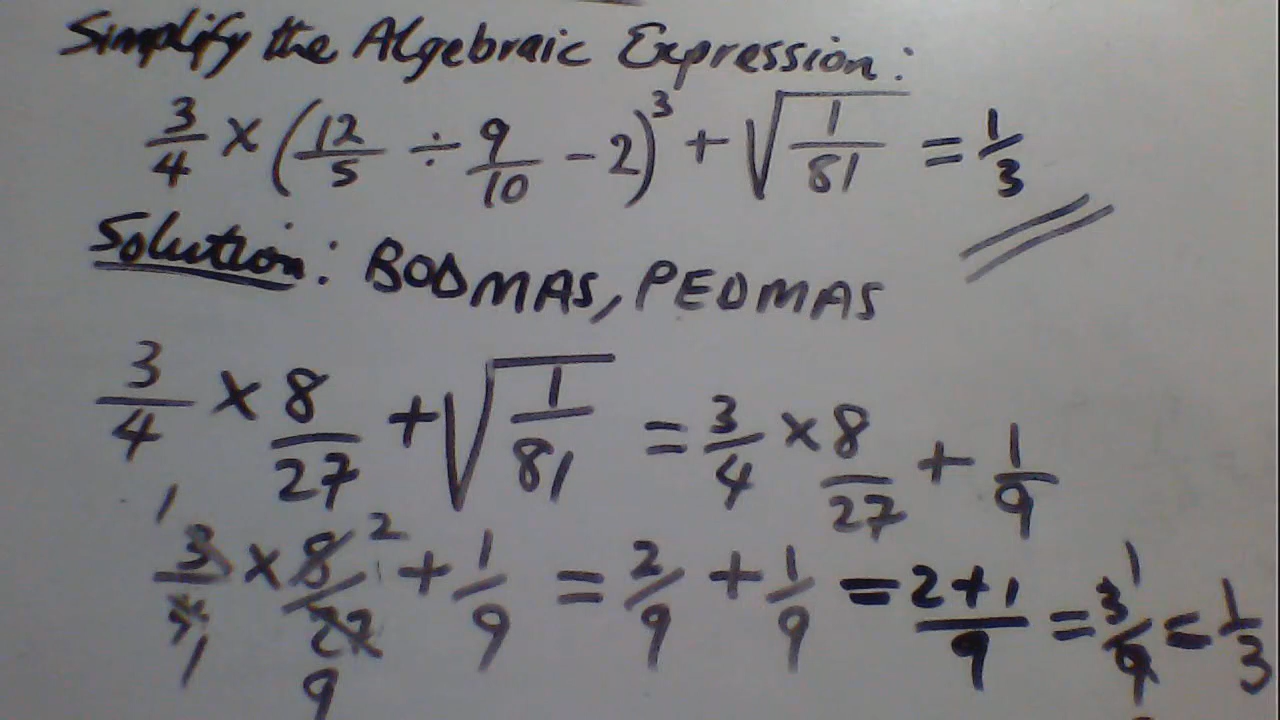 Simplify the Algebraic Expression:
3/4 × (12/5 ÷ 9/10 - 2)³ + √(1/81) = 1/3
Solution: BODMAS, PEDMAS
3/4 × 8/27 + √(1/81) = 3/4 × 8/27 + 1/9
3/4 × 8/27 + 1/9 = 2/9 + 1/9 = 2+1/9 = 3/9 = 1/3